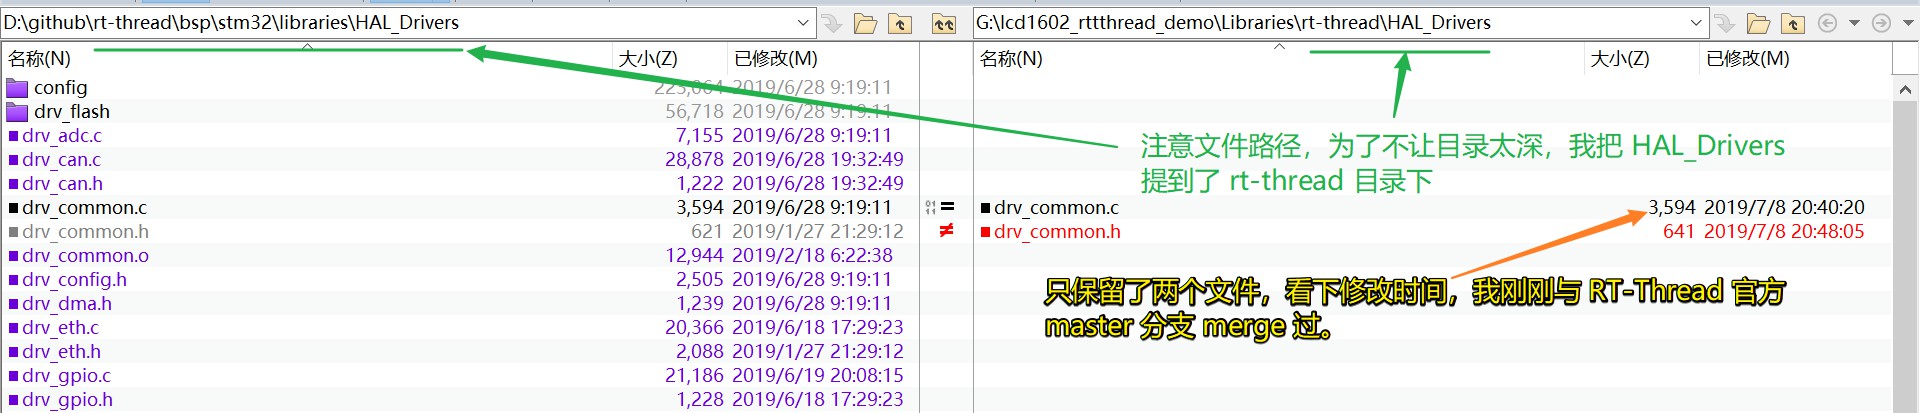 D:\github\rt-thread\bsp\stm32\libraries\HAL_Drivers
G:\lcd1602_rttthread_demo\Libraries\rt-thread\HAL_Drivers
名称(N) 大小(Z) 已修改(M)
名称(N) 大小(Z) 已修改(M)
config 223,064 2019/6/28 9:19:11
drv_flash 56,718 2019/6/28 9:19:11
drv_adc.c 7,155 2019/6/28 9:19:11
drv_can.c 28,878 2019/6/28 19:32:49
drv_can.h 1,222 2019/6/28 19:32:49
drv_common.c 3,594 2019/6/28 9:19:11 = drv_common.c 3,594 2019/7/8 20:40:20
drv_common.h 621 2019/1/27 21:29:12 ≠ drv_common.h 641 2019/7/8 20:48:05
drv_common.o 12,944 2019/2/18 6:22:38
drv_config.h 2,505 2019/6/28 9:19:11
drv_dma.h 1,239 2019/6/28 9:19:11
drv_eth.c 20,366 2019/6/18 17:29:23
drv_eth.h 2,088 2019/1/27 21:29:12
drv_gpio.c 21,186 2019/6/19 20:08:15
drv_gpio.h 1,228 2019/6/18 17:29:23
注意文件路径，为了不让目录太深，我把 HAL_Drivers
提到了 rt-thread 目录下
只保留了两个文件，看下修改时间，我刚刚与 RT-Thread 官方
master 分支 merge 过。